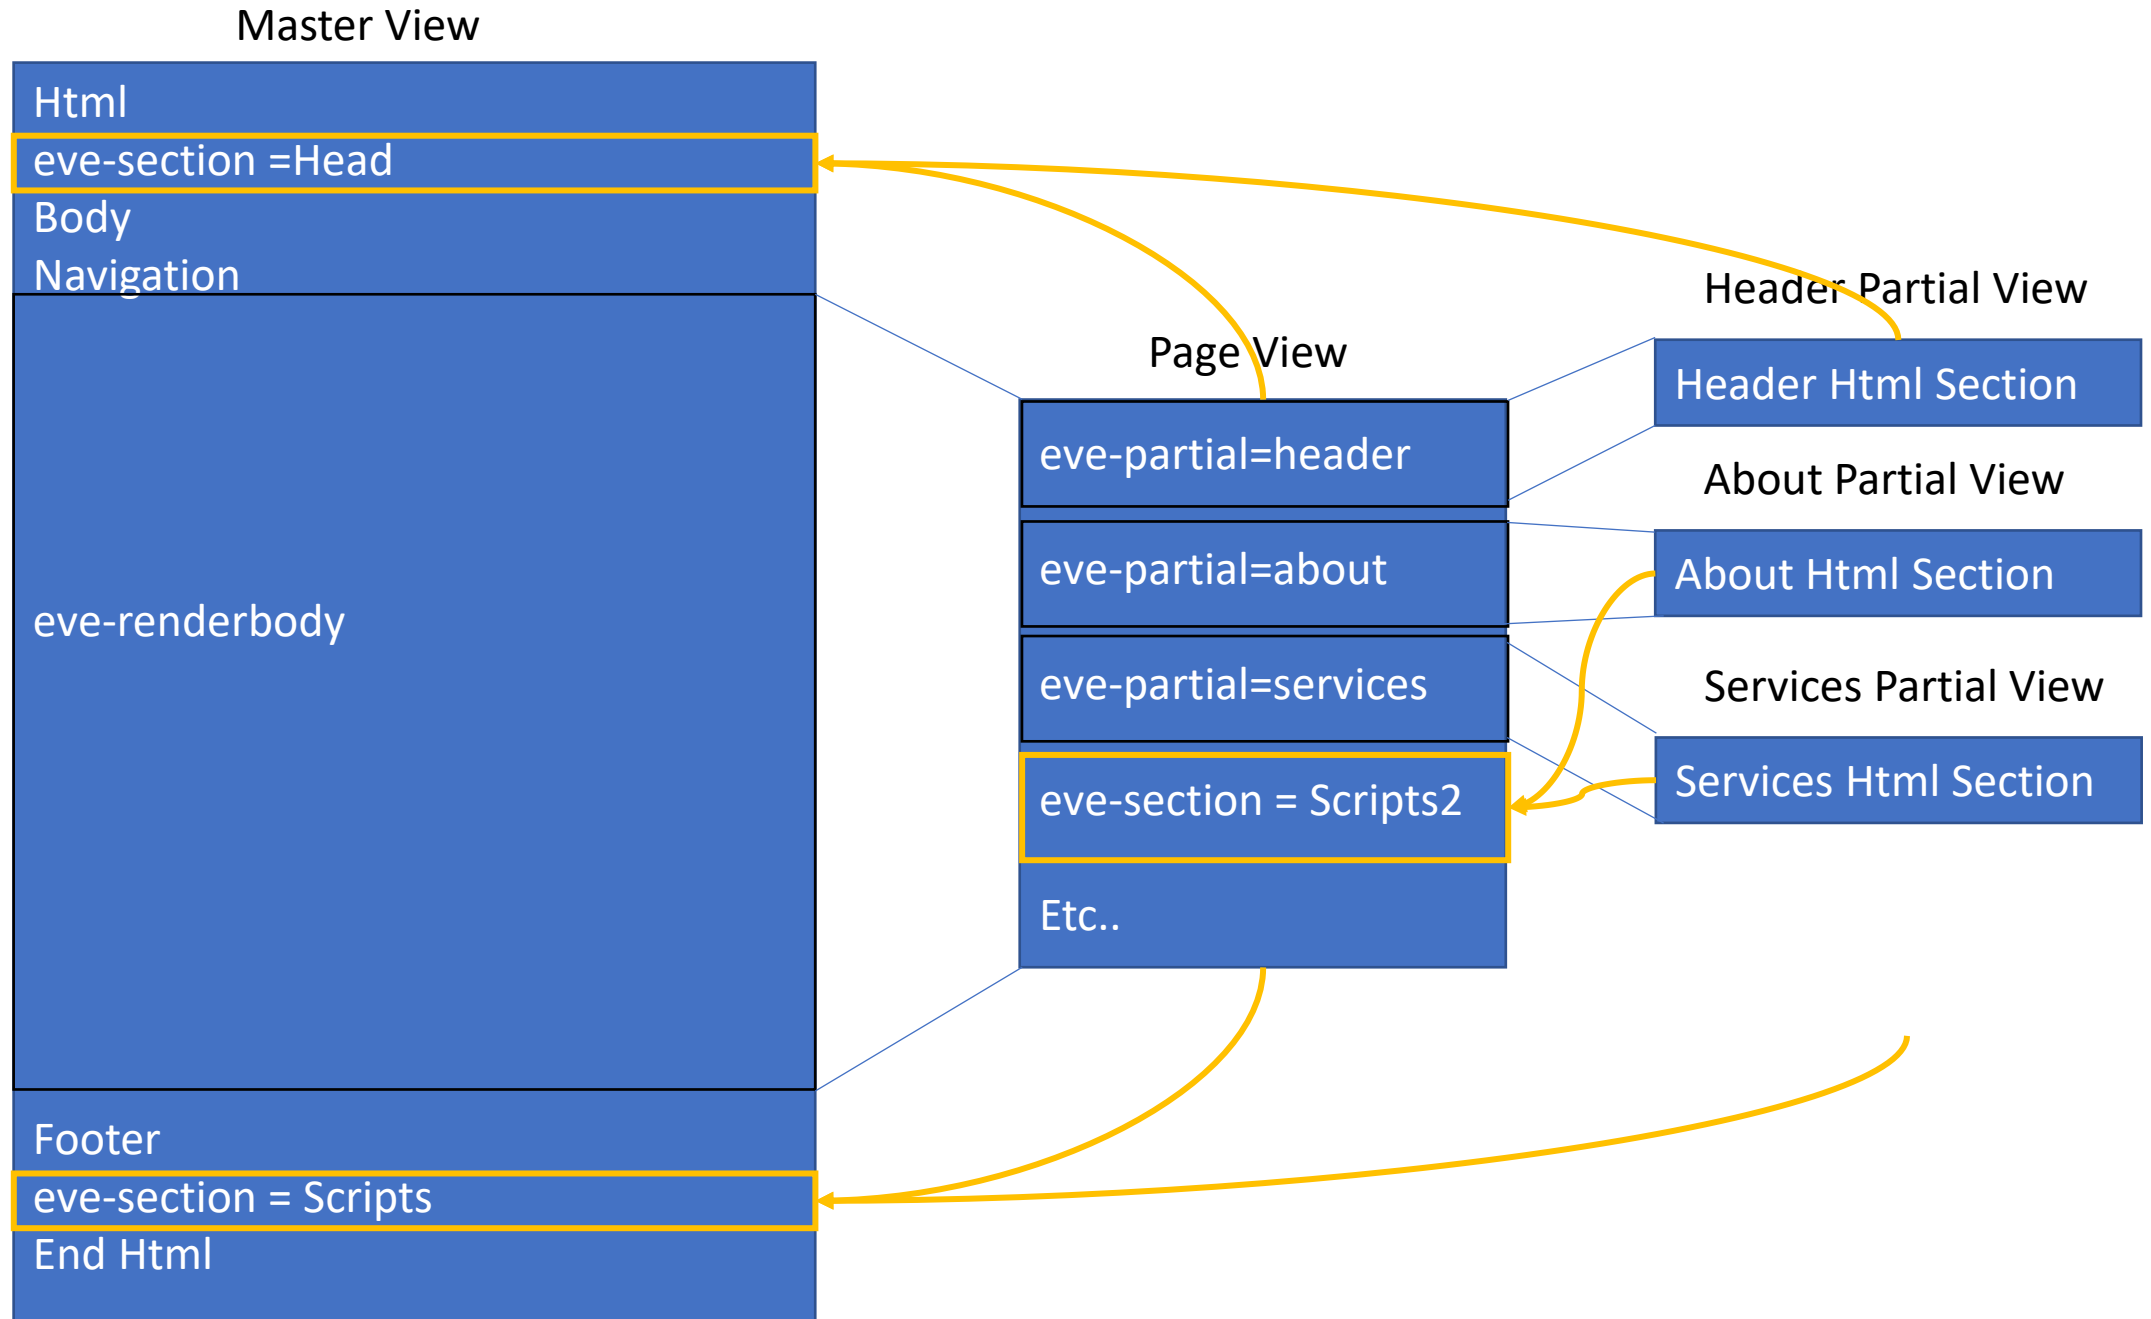 Master View
Html
eve-section =Head
Body
Navigation
eve-renderbody
Footer
eve-section = Scripts
End Html
Page View
eve-partial=header
eve-partial=about
eve-partial=services
eve-section = Scripts2
Etc..
Header Partial View
Header Html Section
About Partial View
About Html Section
Services Partial View
Services Html Section